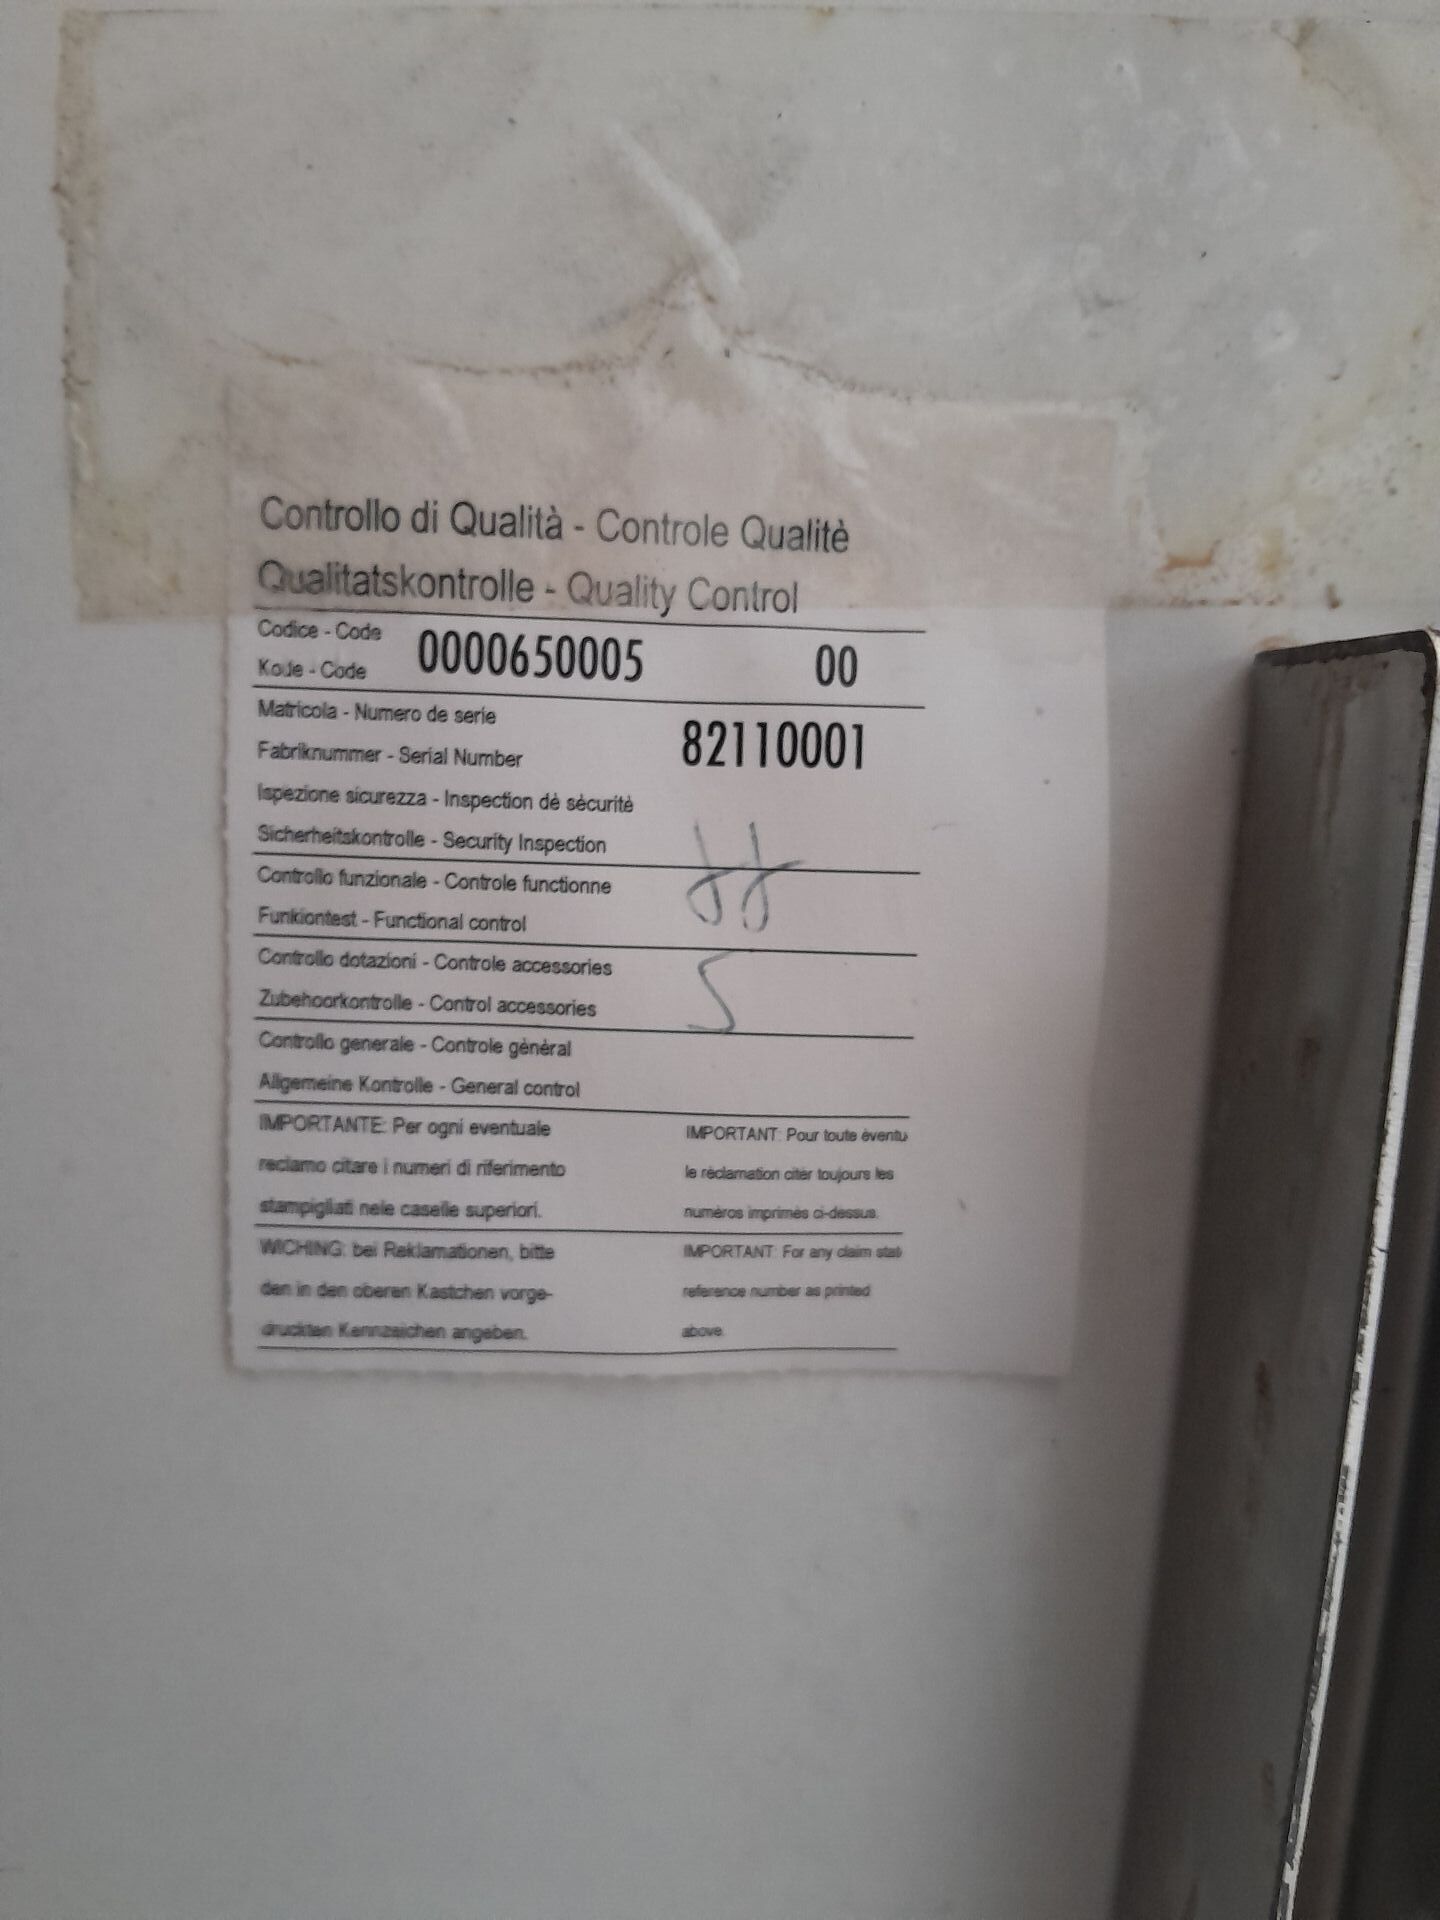 Controllo di Qualità - Controle Qualitè
Qualitatskontrolle - Quality Control
Codice - Code
Kode - Code
0000650005 00
Matricola - Numero de serie
Fabriknummer - Serial Number
82110001
Ispezione sicurezza - Inspection dè sècuritè
Sicherheitskontrolle - Security Inspection
Controllo funzionale - Controle functionne
Funkiontest - Functional control
Controllo dotazioni - Controle accessories
Zubehoorkontrolle - Control accessories
Controllo generale - Controle gènèral
Allgemeine Kontrolle - General control
IMPORTANTE: Per ogni eventuale
reclamo citare i numeri di riferimento
stampigliati nele caselle superiori.
IMPORTANT: Pour toute èventu
le rèclamation citèr toujours les
numèros imprimès ci-dessus.
WICHING: bei Reklamationen, bitte
den in den oberen Kastchen vorge-
druckten Kennzeichen angeben.
IMPORTANT: For any claim stat
reference number as printed
above.